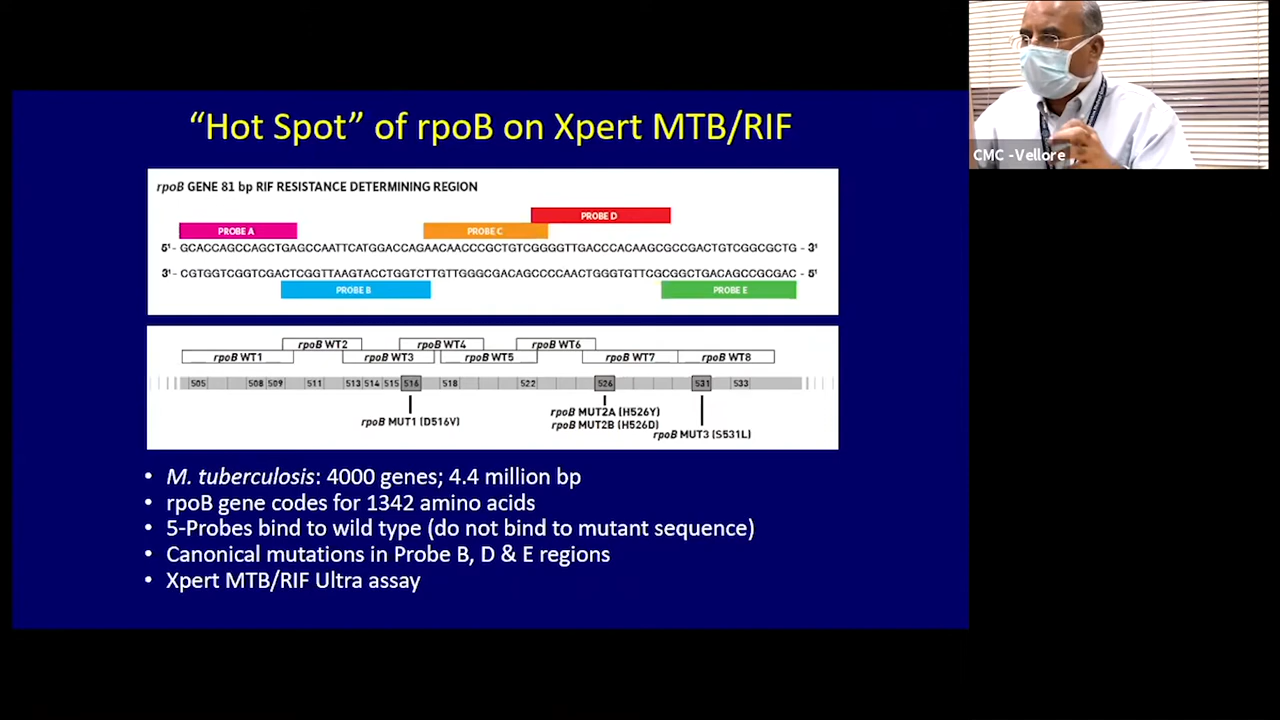 "Hot Spot" of rpoB on Xpert MTB/RIF
CMC -Vellore
rpoB GENE 81 bp RIF RESISTANCE DETERMINING REGION
PROBE D
PROBE A
PROBE C
5' - GCACCAGCCAGCTGAGCCAATTCATGGACCAGAACAACCCGCTGTCGGGGTTGACCCACAAGCGCCGACTGTCGGCGCTG - 3'
3' - CGTGGTCGGTCGACTCGGTTAAGTACCTGGTCTTGTTGGGCGACAGCCCCAACTGGGTGTTCGCGGCTGACAGCCGCGAC - 5'
PROBE B
PROBE E
rpoB WT2
rpoB WT4
rpoB WT6
rpoB WT1
rpoB WT3
rpoB WT5
rpoB WT7
rpoB WT8
505 508 509 511 513 514 515 516 518 522 526 531 533
rpoB MUT1 (D516V)
rpoB MUT2A (H526Y)
rpoB MUT2B (H526D)
rpoB MUT3 (S531L)
• M. tuberculosis: 4000 genes; 4.4 million bp
• rpoB gene codes for 1342 amino acids
• 5-Probes bind to wild type (do not bind to mutant sequence)
• Canonical mutations in Probe B, D & E regions
• Xpert MTB/RIF Ultra assay